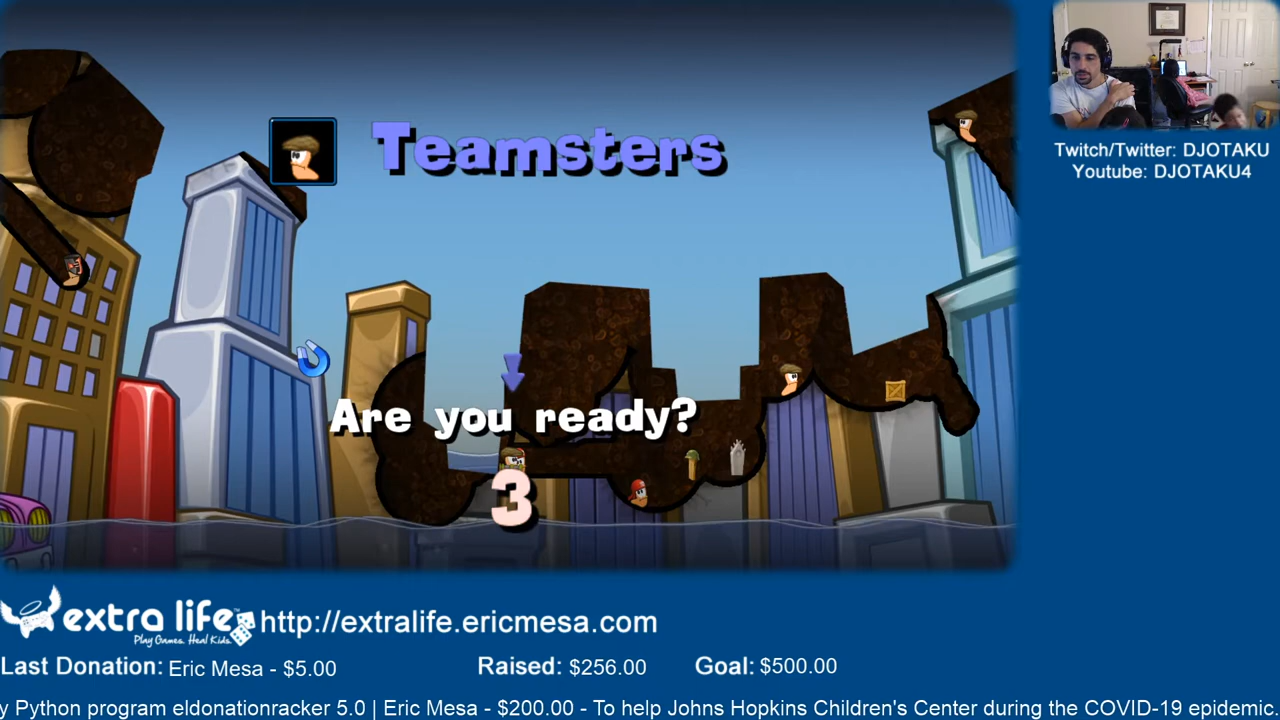 Teamsters
Are you ready?
3
Twitch/Twitter: DJOTAKU
Youtube: DJOTAKU4
extra life
Play Games. Heal Kids.
http://extralife.ericmesa.com
Last Donation: Eric Mesa - $5.00
Raised: $256.00
Goal: $500.00
y Python program eldonationracker 5.0 | Eric Mesa - $200.00 - To help Johns Hopkins Children's Center during the COVID-19 epidemic.